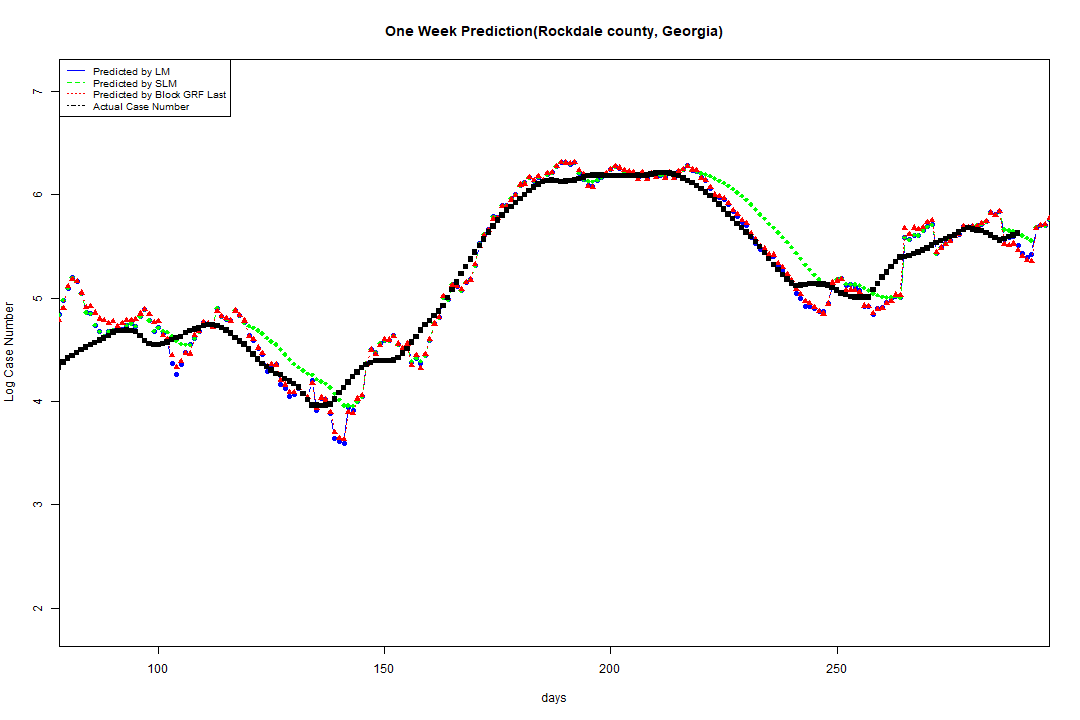 One Week Prediction(Rockdale county, Georgia)
Predicted by LM
Predicted by SLM
Predicted by Block GRF Last
Actual Case Number
Log Case Number
7
6
5
4
3
2
100 150 200 250
days